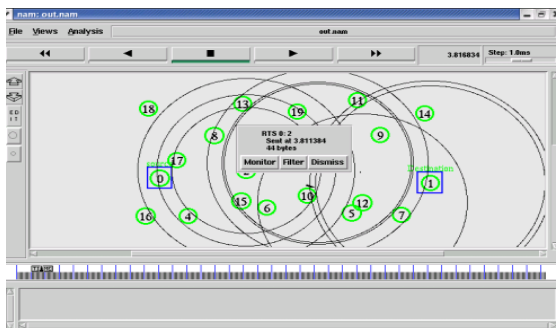 nam: out.nam
File Views Analysis out.nam
3.816834 Step: 1.0ms
ED
IT
18
13
19
11
14
8
9
RTS 0: 2
Sent at 3.811384
44 bytes
Monitor Filter Dismiss
17
Destination
0
1
10
15
6
12
5
7
16
4